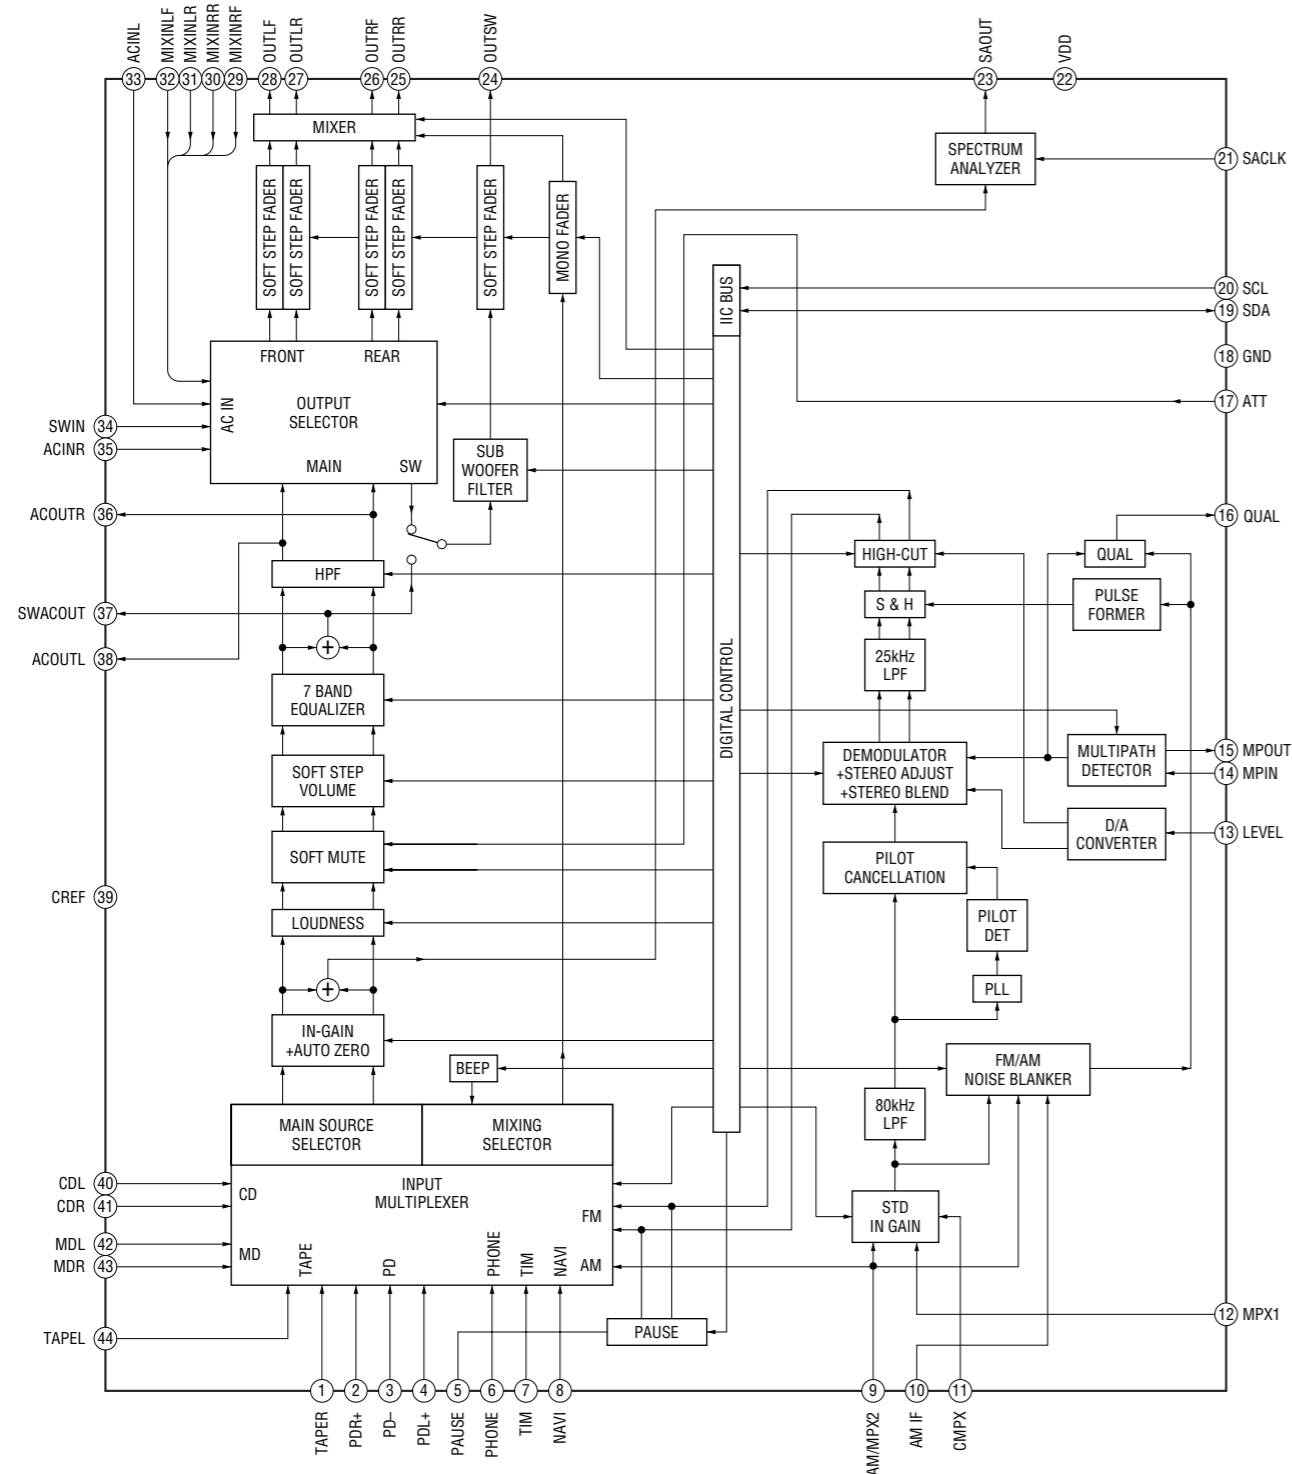 ACINL
MIXINLF
MIXINLR
MIXINRR
MIXINRF
OUTLF
OUTLR
OUTRF
OUTRR
OUTSW
SAOUT
VDD
33
32
31
30
29
28
27
26
25
24
23
22
MIXER
SPECTRUM
ANALYZER
21 SACLK
SOFT STEP FADER
SOFT STEP FADER
SOFT STEP FADER
SOFT STEP FADER
SOFT STEP FADER
MONO FADER
IIC BUS
20 SCL
19 SDA
18 GND
FRONT
REAR
AC IN
OUTPUT
SELECTOR
17 ATT
SWIN 34
ACINR 35
MAIN
SW
SUB
WOOFER
FILTER
ACOUTR 36
16 QUAL
HIGH-CUT
QUAL
HPF
S & H
PULSE
FORMER
SWACOUT 37
+
ACOUTL 38
25kHz
LPF
7 BAND
EQUALIZER
DIGITAL CONTROL
DEMODULATOR
+STEREO ADJUST
+STEREO BLEND
MULTIPATH
DETECTOR
15 MPOUT
14 MPIN
SOFT STEP
VOLUME
D/A
CONVERTER
13 LEVEL
SOFT MUTE
PILOT
CANCELLATION
CREF 39
LOUDNESS
PILOT
DET
+
PLL
IN-GAIN
+AUTO ZERO
BEEP
FM/AM
NOISE BLANKER
80kHz
LPF
MAIN SOURCE
SELECTOR
MIXING
SELECTOR
CDL 40
CDR 41
CD
INPUT
MULTIPLEXER
FM
STD
IN GAIN
MDL 42
MDR 43
MD
TAPE
PD
PHONE
TIM
NAVI
AM
12 MPX1
TAPEL 44
PAUSE
1
2
3
4
5
6
7
8
9
10
11
TAPER
PDR+
PD–
PDL+
PAUSE
PHONE
TIM
NAVI
AM/MPX2
AM IF
CMPX